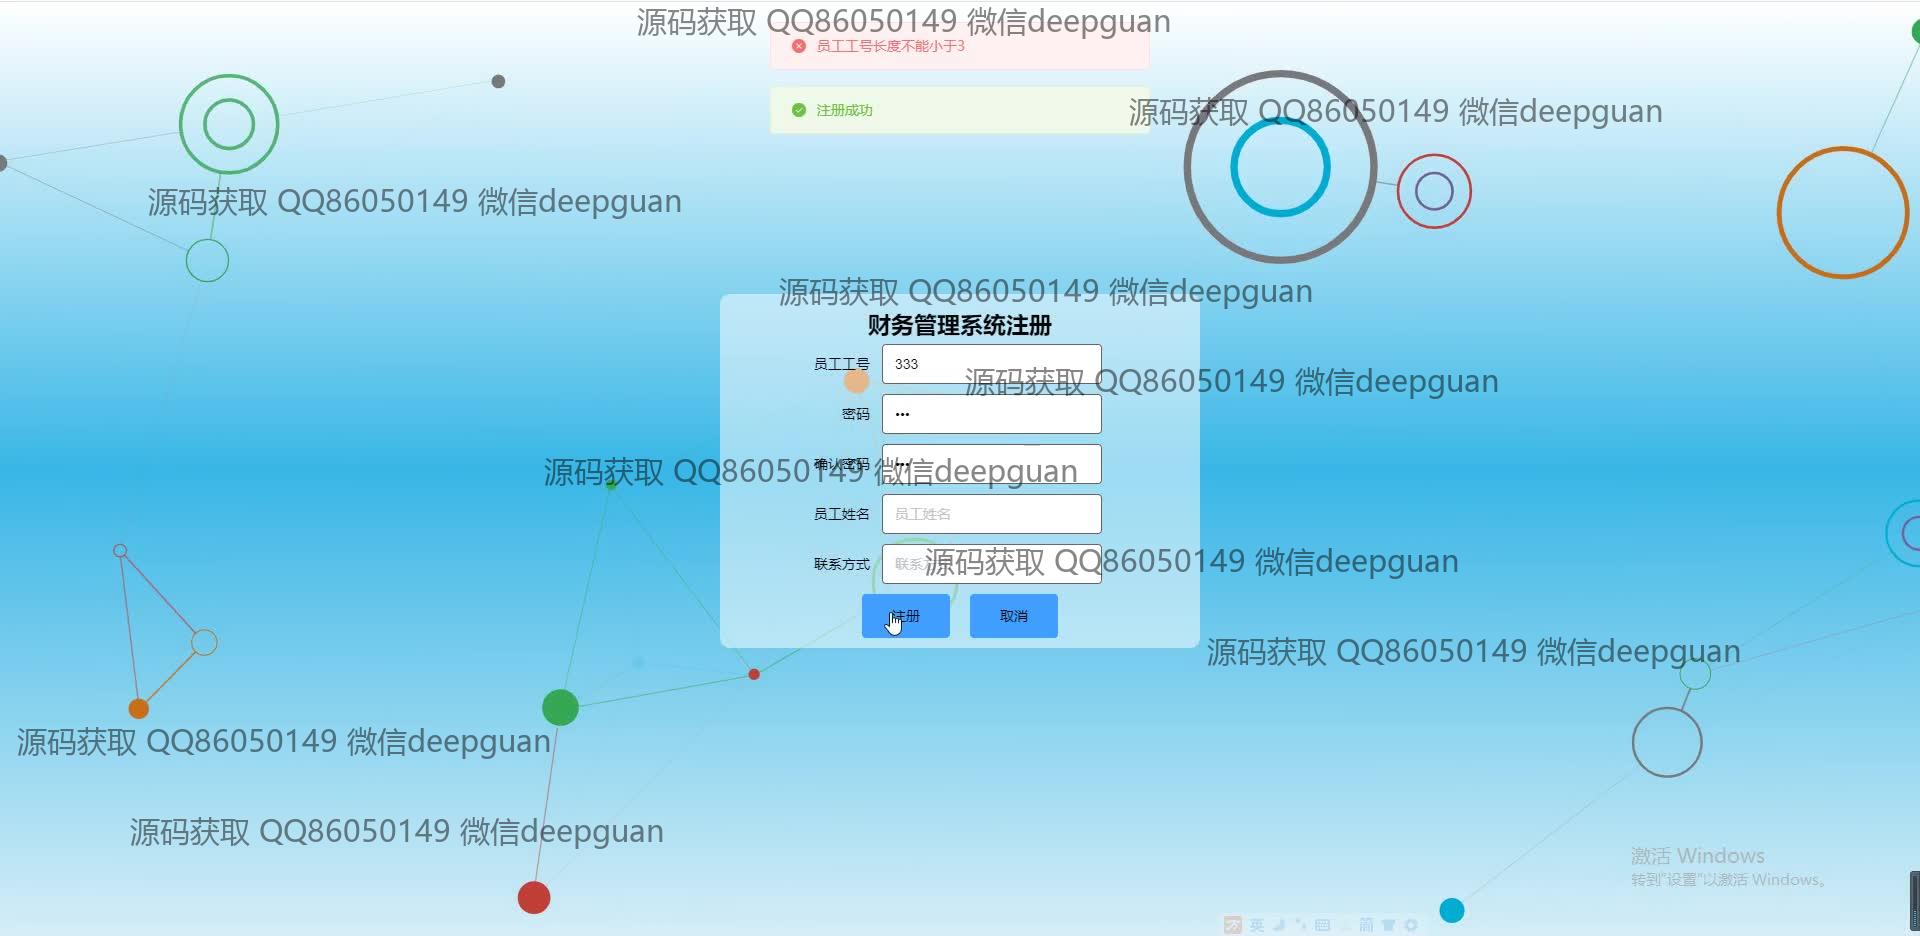 源码获取 QQ86050149 微信deepguan
员工工号长度不能小于3
注册成功
源码获取 QQ86050149 微信deepguan
源码获取 QQ86050149 微信deepguan
源码获取 QQ86050149 微信deepguan
财务管理系统注册
员工工号 333
源码获取 QQ86050149 微信deepguan
密码 •••
确认密码 •••
源码获取 QQ86050149 微信deepguan
员工姓名 员工姓名
联系方式 联系方式
源码获取 QQ86050149 微信deepguan
注册 取消
源码获取 QQ86050149 微信deepguan
源码获取 QQ86050149 微信deepguan
源码获取 QQ86050149 微信deepguan
激活 Windows
转到"设置"以激活 Windows。
英 简